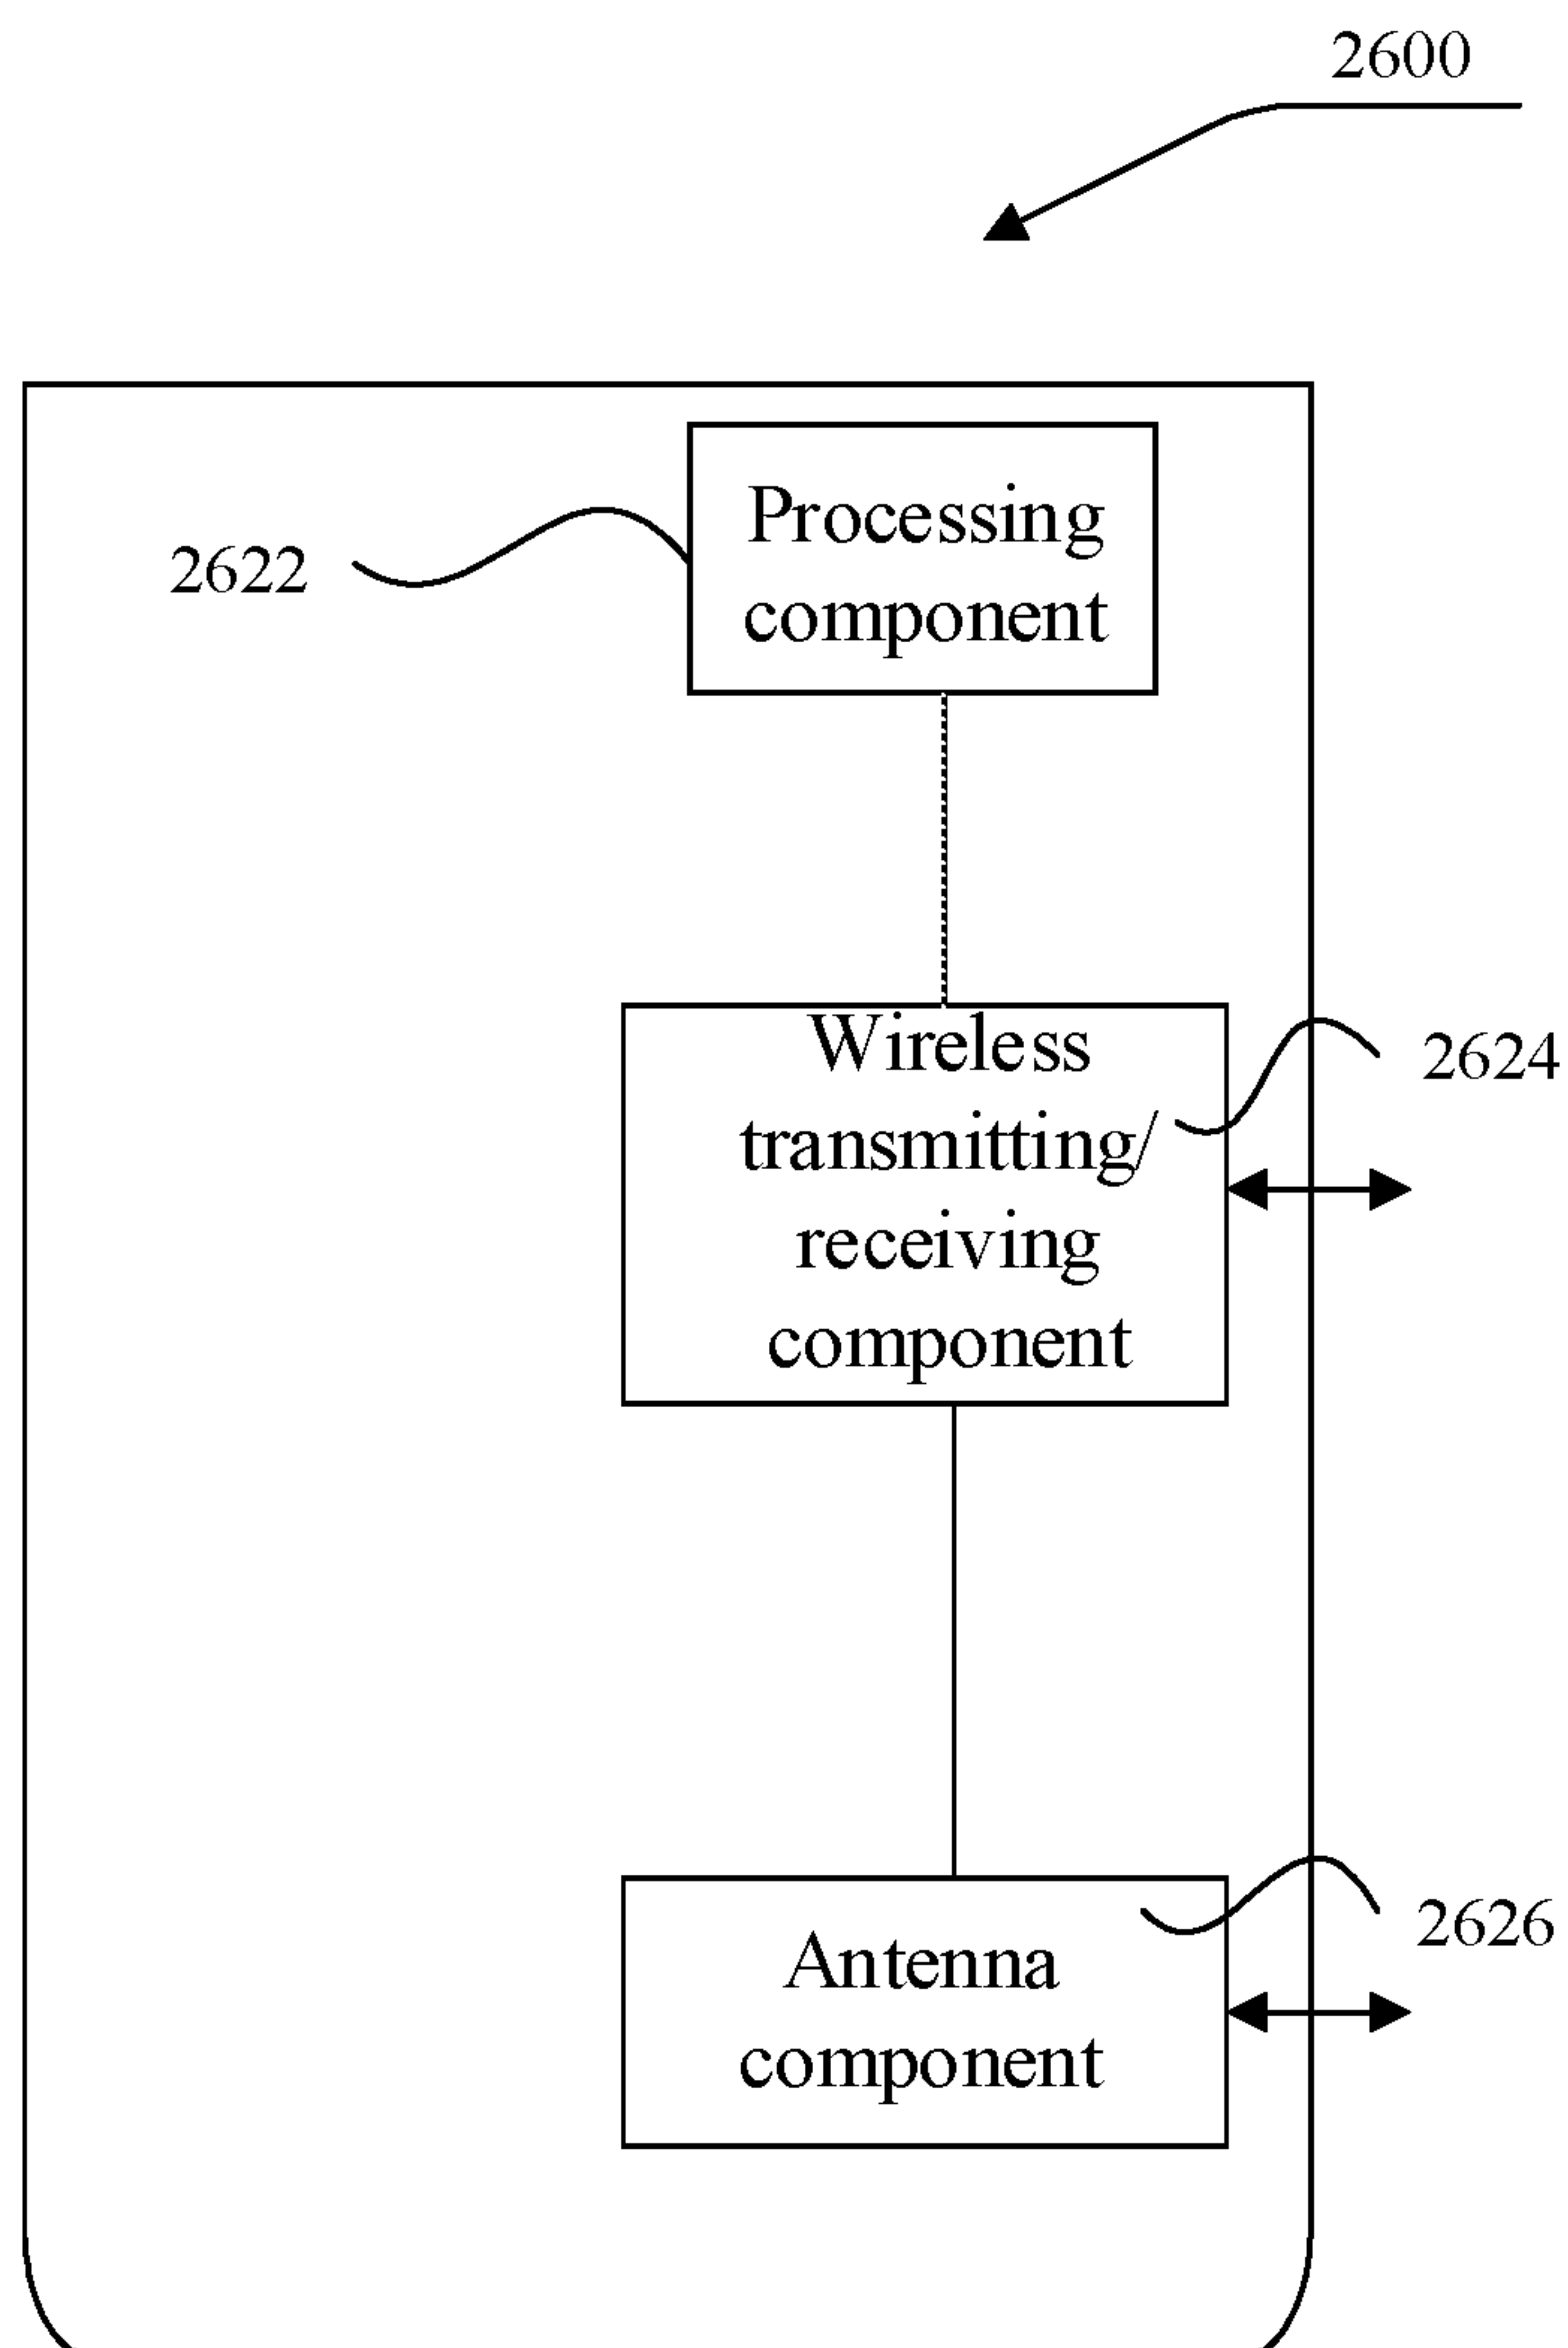 2600
Processing
component
2622
Wireless
transmitting/
receiving
component
2624
Antenna
component
2626